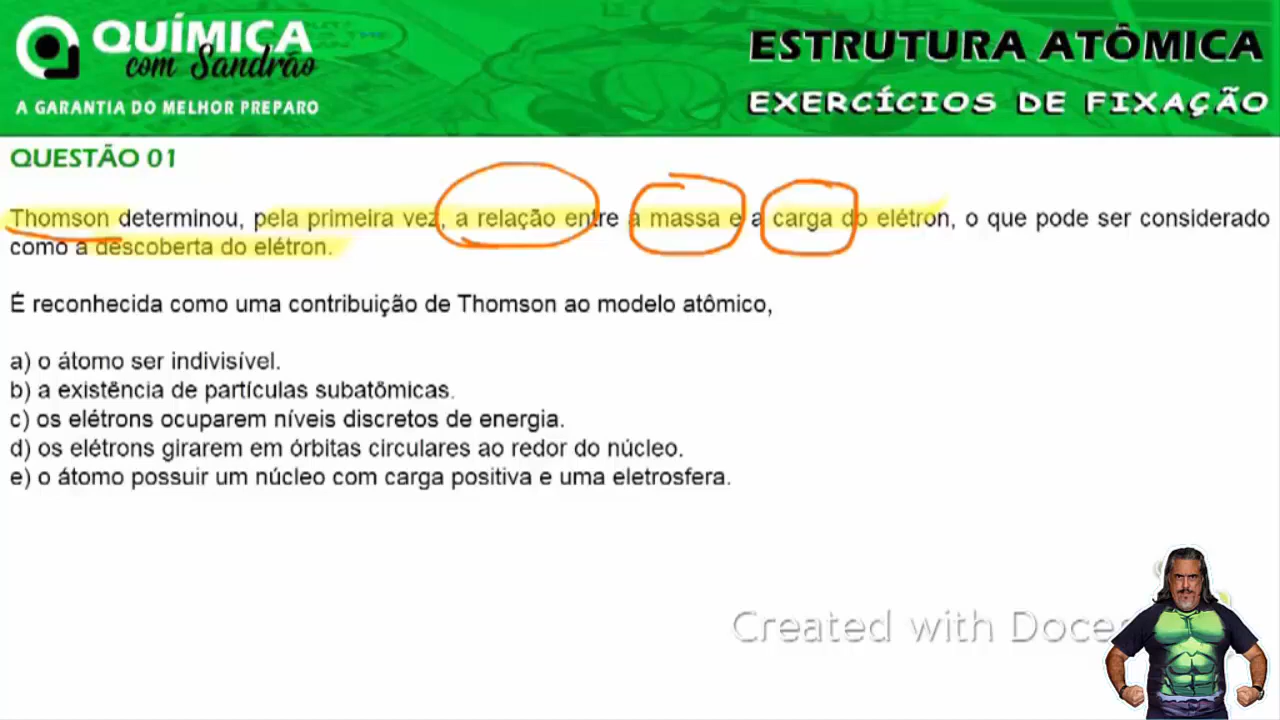 QUÍMICA
com Sandrão
A GARANTIA DO MELHOR PREPARO
ESTRUTURA ATÔMICA
EXERCÍCIOS DE FIXAÇÃO
QUESTÃO 01
Thomson determinou, pela primeira vez, a relação entre a massa e a carga do elétron, o que pode ser considerado
como a descoberta do elétron.
É reconhecida como uma contribuição de Thomson ao modelo atômico,
a) o átomo ser indivisível.
b) a existência de partículas subatômicas.
c) os elétrons ocuparem níveis discretos de energia.
d) os elétrons girarem em órbitas circulares ao redor do núcleo.
e) o átomo possuir um núcleo com carga positiva e uma eletrosfera.
Created with